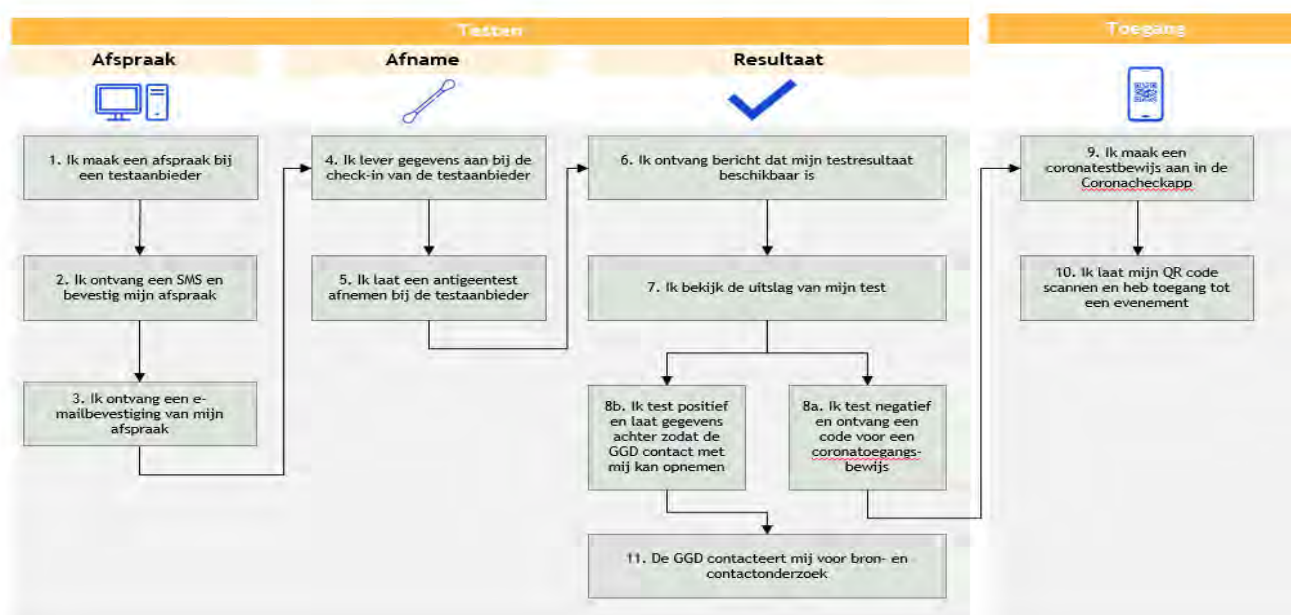 Testen
Toegang
Afspraak
Afname
Resultaat
1. Ik maak een afspraak bij
een testaanbieder
2. Ik ontvang een SMS en
bevestig mijn afspraak
3. Ik ontvang een e-
mailbevestiging van mijn
afspraak
4. Ik lever gegevens aan bij de
check-in van de testaanbieder
5. Ik laat een antigeentest
afnemen bij de testaanbieder
6. Ik ontvang bericht dat mijn testresultaat
beschikbaar is
7. Ik bekijk de uitslag van mijn test
8b. Ik test positief
en laat gegevens
achter zodat de
GGD contact met
mij kan opnemen
8a. Ik test negatief
en ontvang een
code voor een
coronatoegangs-
bewijs
11. De GGD contacteert mij voor bron- en
contactonderzoek
9. Ik maak een
coronatestbewijs aan in de
Coronacheckapp
10. Ik laat mijn QR code
scannen en heb toegang tot
een evenement